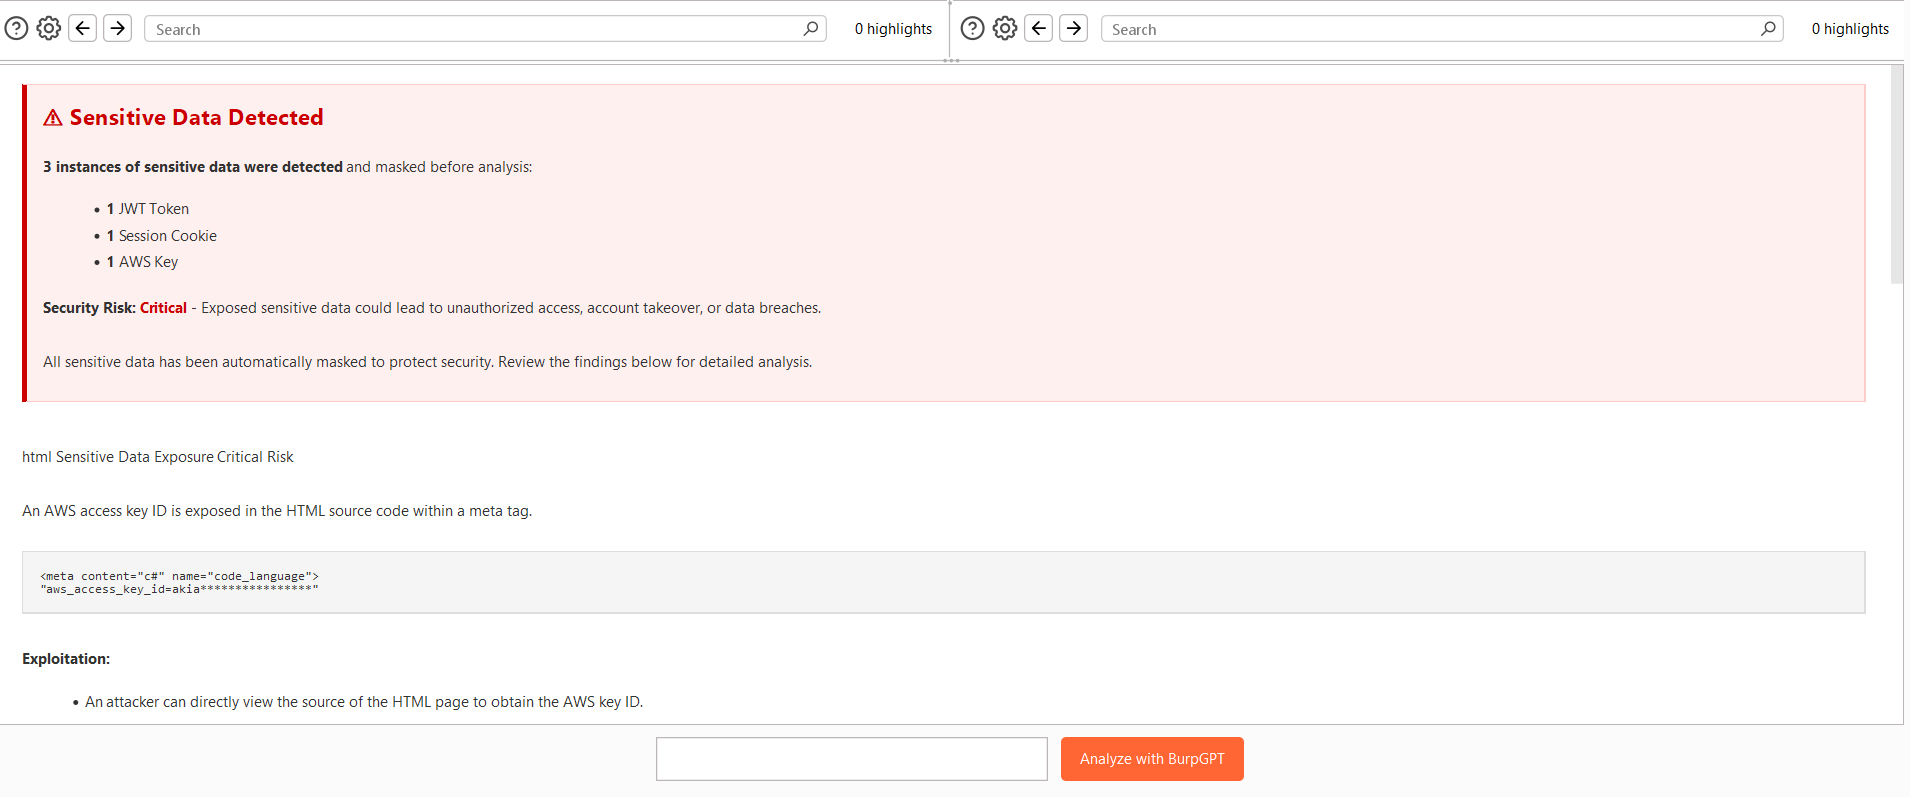 Search
0 highlights
Search
0 highlights
⚠ Sensitive Data Detected
3 instances of sensitive data were detected and masked before analysis:
• 1 JWT Token
• 1 Session Cookie
• 1 AWS Key
Security Risk: Critical - Exposed sensitive data could lead to unauthorized access, account takeover, or data breaches.
All sensitive data has been automatically masked to protect security. Review the findings below for detailed analysis.
html Sensitive Data Exposure Critical Risk
An AWS access key ID is exposed in the HTML source code within a meta tag.
<meta content="c#" name="code_language">
"aws_access_key_id=akia****************"
Exploitation:
• An attacker can directly view the source of the HTML page to obtain the AWS key ID.
Analyze with BurpGPT